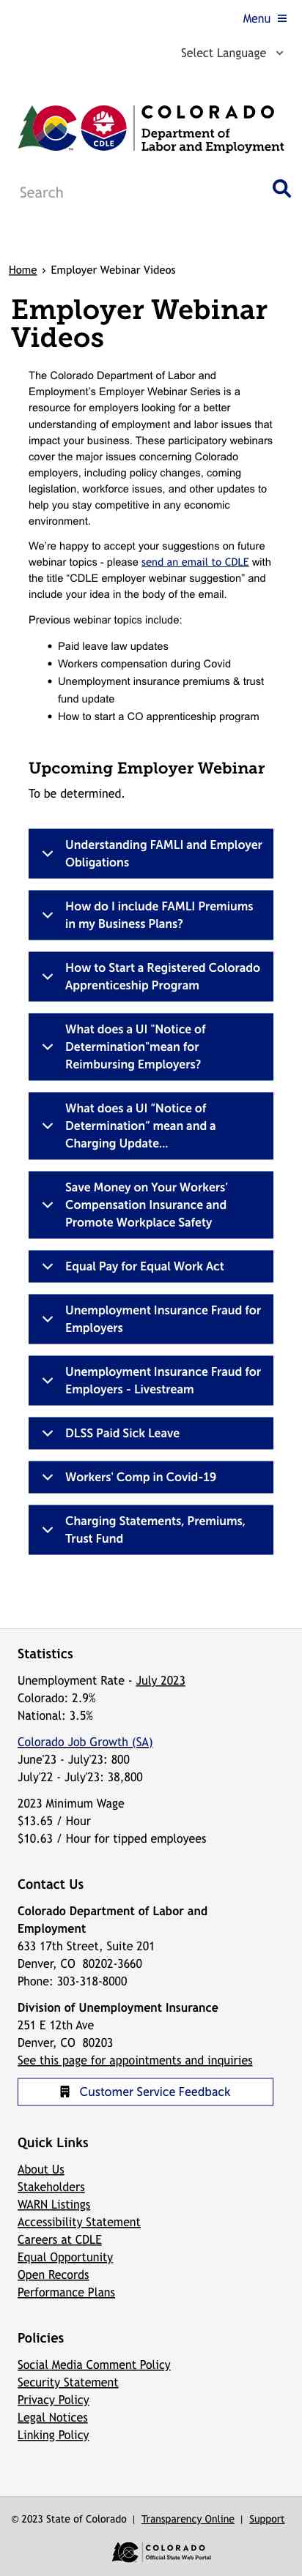 Menu
Select Language
CDLE
COLORADO
Department of
Labor and Employment
Search
Home › Employer Webinar Videos
Employer Webinar
Videos
The Colorado Department of Labor and
Employment's Employer Webinar Series is a
resource for employers looking for a better
understanding of employment and labor issues that
impact your business. These participatory webinars
cover the major issues concerning Colorado
employers, including policy changes, coming
legislation, workforce issues, and other updates to
help you stay competitive in any economic
environment.
We're happy to accept your suggestions on future
webinar topics - please send an email to CDLE with
the title “CDLE employer webinar suggestion” and
include your idea in the body of the email.
Previous webinar topics include:
• Paid leave law updates
• Workers compensation during Covid
• Unemployment insurance premiums & trust
fund update
• How to start a CO apprenticeship program
Upcoming Employer Webinar
To be determined.
Understanding FAMLI and Employer
Obligations
How do I include FAMLI Premiums
in my Business Plans?
How to Start a Registered Colorado
Apprenticeship Program
What does a UI "Notice of
Determination"mean for
Reimbursing Employers?
What does a UI “Notice of
Determination” mean and a
Charging Update...
Save Money on Your Workers’
Compensation Insurance and
Promote Workplace Safety
Equal Pay for Equal Work Act
Unemployment Insurance Fraud for
Employers
Unemployment Insurance Fraud for
Employers - Livestream
DLSS Paid Sick Leave
Workers' Comp in Covid-19
Charging Statements, Premiums,
Trust Fund
Statistics
Unemployment Rate - July 2023
Colorado: 2.9%
National: 3.5%
Colorado Job Growth (SA)
June'23 - July'23: 800
July'22 - July'23: 38,800
2023 Minimum Wage
$13.65 / Hour
$10.63 / Hour for tipped employees
Contact Us
Colorado Department of Labor and
Employment
633 17th Street, Suite 201
Denver, CO 80202-3660
Phone: 303-318-8000
Division of Unemployment Insurance
251 E 12th Ave
Denver, CO 80203
See this page for appointments and inquiries
Customer Service Feedback
Quick Links
About Us
Stakeholders
WARN Listings
Accessibility Statement
Careers at CDLE
Equal Opportunity
Open Records
Performance Plans
Policies
Social Media Comment Policy
Security Statement
Privacy Policy
Legal Notices
Linking Policy
© 2023 State of Colorado | Transparency Online | Support
COLORADO
Official State Web Portal